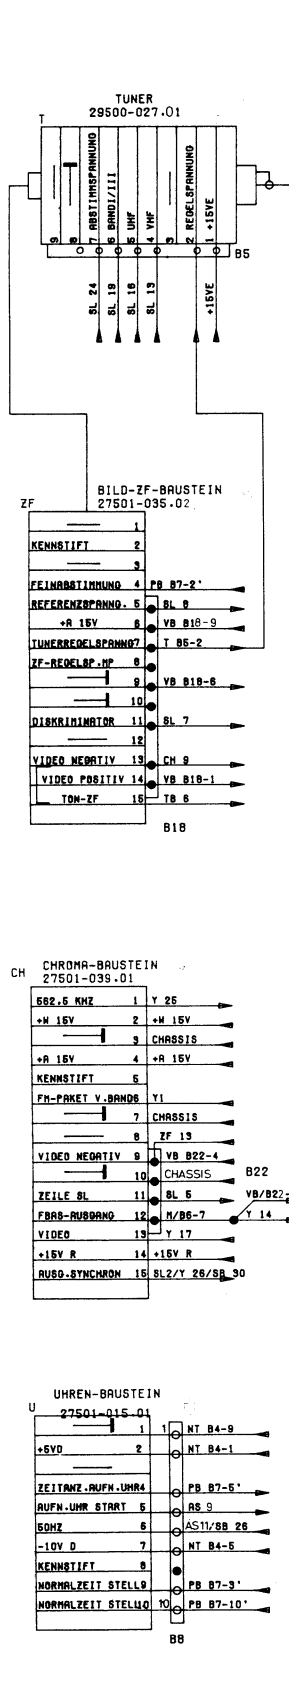 TUNER
29500-027.01
T
9
8
7 ABSTIMMSPANNUNG
6 BANDI/III
5 UHF
4 VHF
3
2 REGELSPANNUNG
1 +15VE
B5
SL 24
SL 19
SL 16
SL 13
+15VE
BILD-ZF-BAUSTEIN
ZF 27501-035.02
1
KENNSTIFT 2
3
FEINABSTIMMUNG 4 PB B7-2'
REFERENZSPANNG. 5 SL 8
+A 15V 6 VB B18-9
TUNERREGELSPANNG7 T B5-2
ZF-REGELSP.MP 8
9 VB B18-6
10
DISKRIMINATOR 11 SL 7
12
VIDEO NEGATIV 13 CH 9
VIDEO POSITIV 14 VB B18-1
TON-ZF 15 TB 6
B18
CHROMA-BAUSTEIN
CH 27501-039.01
562.5 KHZ 1 Y 25
+M 15V 2 +M 15V
3 CHASSIS
+A 15V 4 +A 15V
KENNSTIFT 5
FM-PAKET V.BAND6 Y1
7 CHASSIS
8 ZF 13
VIDEO NEGATIV 9 VB B22-4
10 CHASSIS B22
ZEILE SL 11 SL 5 VB/B22-
FBAS-AUSGANG 12 M/B6-7 Y 14
VIDEO 13 Y 17
+15V R 14 +15V R
AUSG.SYNCHRON 15 SL2/Y 26/SB 30
UHREN-BAUSTEIN
U 27501-015-01
1 1 NT B4-9
+5VD 2 NT B4-1
ZEITANZ.AUFN.UHR4 PB B7-5'
AUFN.UHR START 5 AS 9
50HZ 6 AS11/SB 26
-10V D 7 NT B4-5
KENNSTIFT 8
NORMALZEIT STELL9 PB B7-3'
NORMALZEIT STELL10 10 PB B7-10'
B8